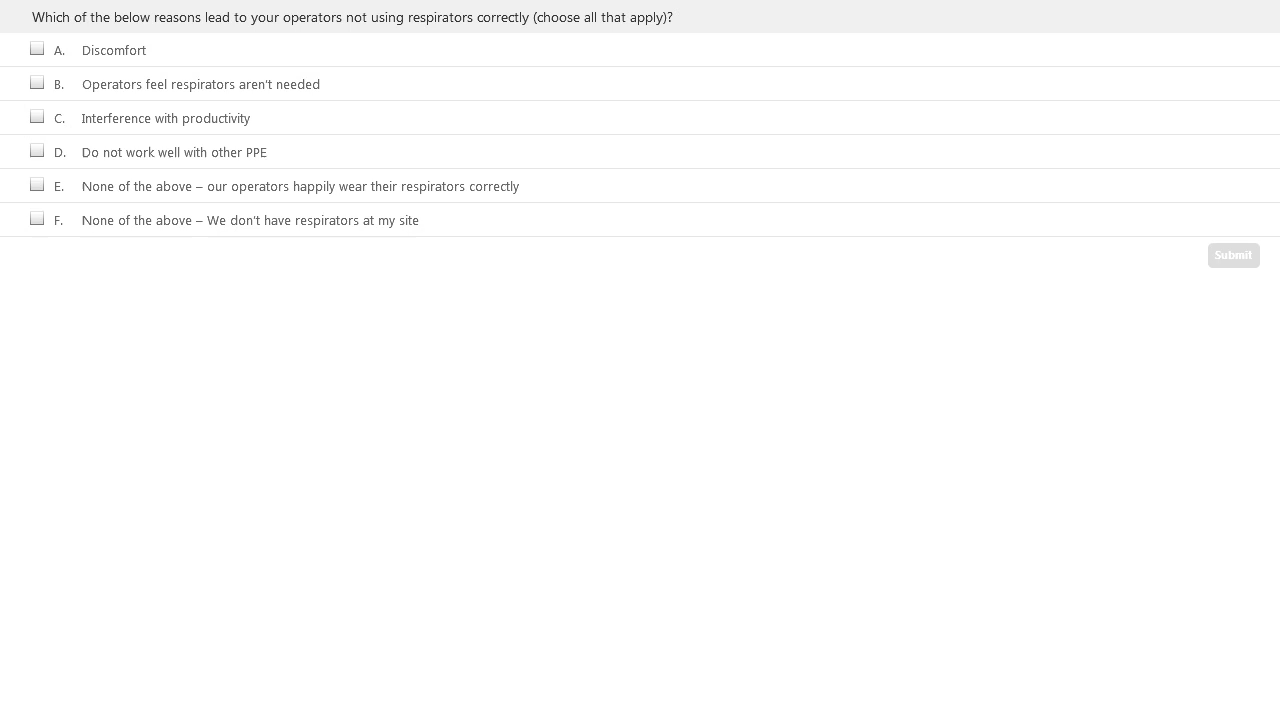 Which of the below reasons lead to your operators not using respirators correctly (choose all that apply)?
A. Discomfort
B. Operators feel respirators aren't needed
C. Interference with productivity
D. Do not work well with other PPE
E. None of the above – our operators happily wear their respirators correctly
F. None of the above – We don't have respirators at my site
Submit